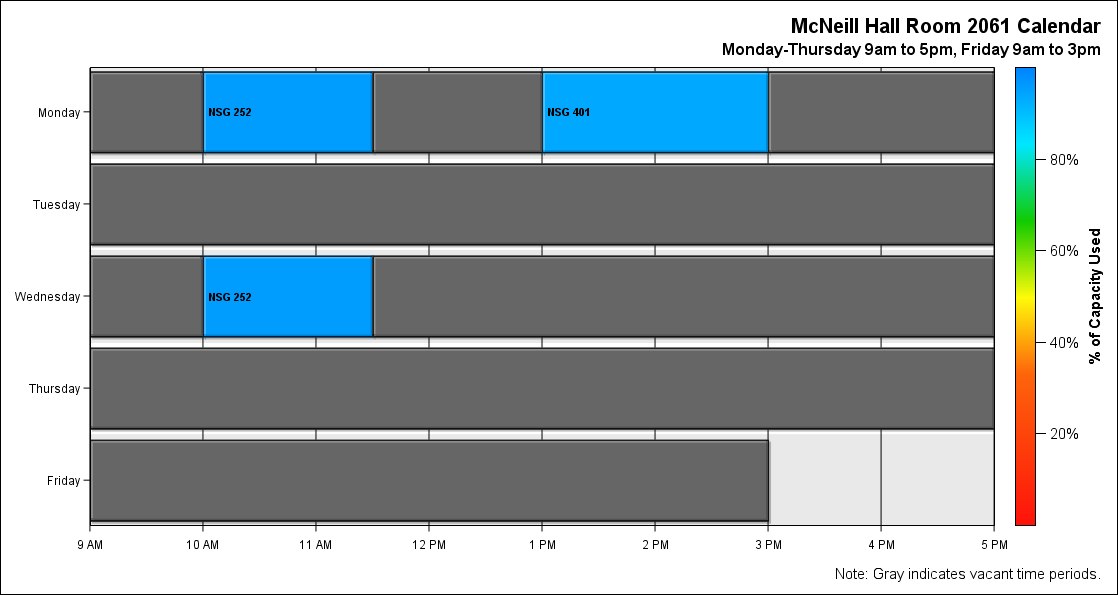 McNeill Hall Room 2061 Calendar
Monday-Thursday 9am to 5pm, Friday 9am to 3pm
Monday
NSG 252
NSG 401
Tuesday
Wednesday
NSG 252
Thursday
Friday
9 AM
10 AM
11 AM
12 PM
1 PM
2 PM
3 PM
4 PM
5 PM
80%
60%
40%
20%
% of Capacity Used
Note: Gray indicates vacant time periods.